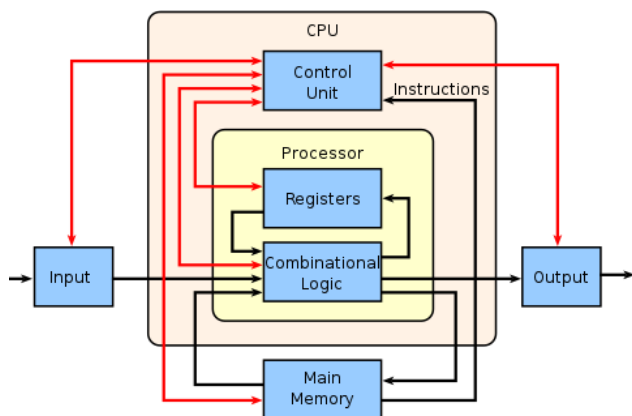 CPU
Control
Unit
Instructions
Processor
Registers
Combinational
Logic
Input
Output
Main
Memory